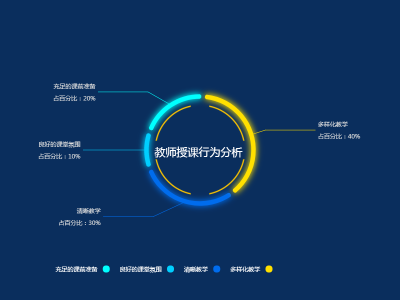 充足的课前准备
占百分比：20%
多样化教学
占百分比：40%
良好的课堂氛围
占百分比：10%
教师授课行为分析
清晰教学
占百分比：30%
充足的课前准备 良好的课堂氛围 清晰教学 多样化教学